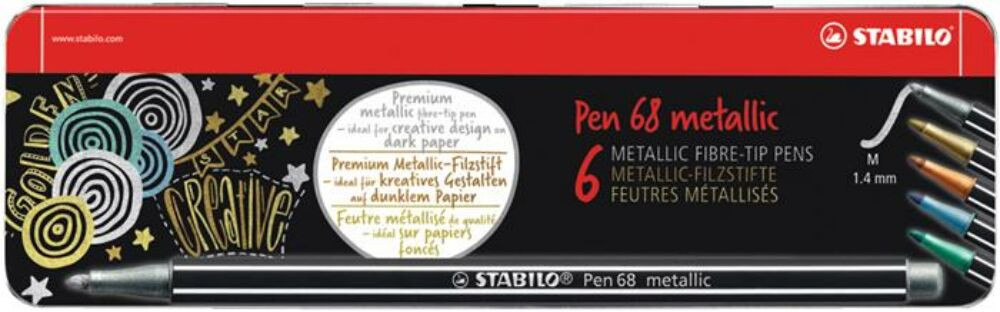 www.stabilo.com
STABILO
GOLDEN
STAR
CREATIVE
Premium
metallic fibre-tip pen
– ideal for creative design on
dark paper
Premium Metallic-Filzstift
– ideal für kreatives Gestalten
auf dunklem Papier
Feutre métallisé de qualité
– idéal sur papiers
foncés
Pen 68 metallic
6 METALLIC FIBRE-TIP PENS
METALLIC-FILZSTIFTE
FEUTRES MÉTALLISÉS
M
1.4 mm
STABILO® Pen 68 metallic